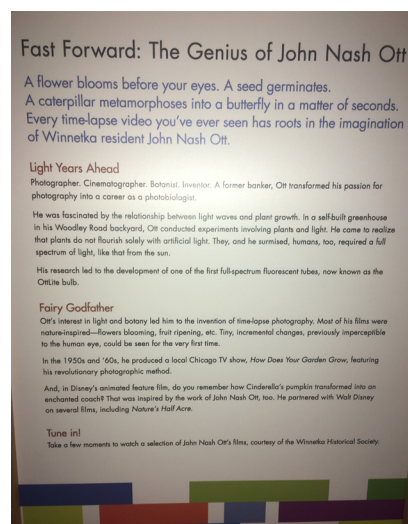 Fast Forward: The Genius of John Nash Ott
A flower blooms before your eyes. A seed germinates.
A caterpillar metamorphoses into a butterfly in a matter of seconds.
Every time-lapse video you've ever seen has roots in the imagination
of Winnetka resident John Nash Ott.
Light Years Ahead
Photographer. Cinematographer. Botanist. Inventor. A former banker, Ott transformed his passion for
photography into a career as a photobiologist.
He was fascinated by the relationship between light waves and plant growth. In a self-built greenhouse
in his Woodley Road backyard, Ott conducted experiments involving plants and light. He came to realize
that plants do not flourish solely with artificial light. They, and he surmised, humans, too, required a full
spectrum of light, like that from the sun.
His research led to the development of one of the first full-spectrum fluorescent tubes, now known as the
OttLite bulb.
Fairy Godfather
Ott's interest in light and botany led him to the invention of time-lapse photography. Most of his films were
nature-inspired—flowers blooming, fruit ripening, etc. Tiny, incremental changes, previously imperceptible
to the human eye, could be seen for the very first time.
In the 1950s and '60s, he produced a local Chicago TV show, How Does Your Garden Grow, featuring
his revolutionary photographic method.
And, in Disney's animated feature film, do you remember how Cinderella's pumpkin transformed into an
enchanted coach? That was inspired by the work of John Nash Ott, too. He partnered with Walt Disney
on several films, including Nature's Half Acre.
Tune in!
Take a few moments to watch a selection of John Nash Ott's films, courtesy of the Winnetka Historical Society.